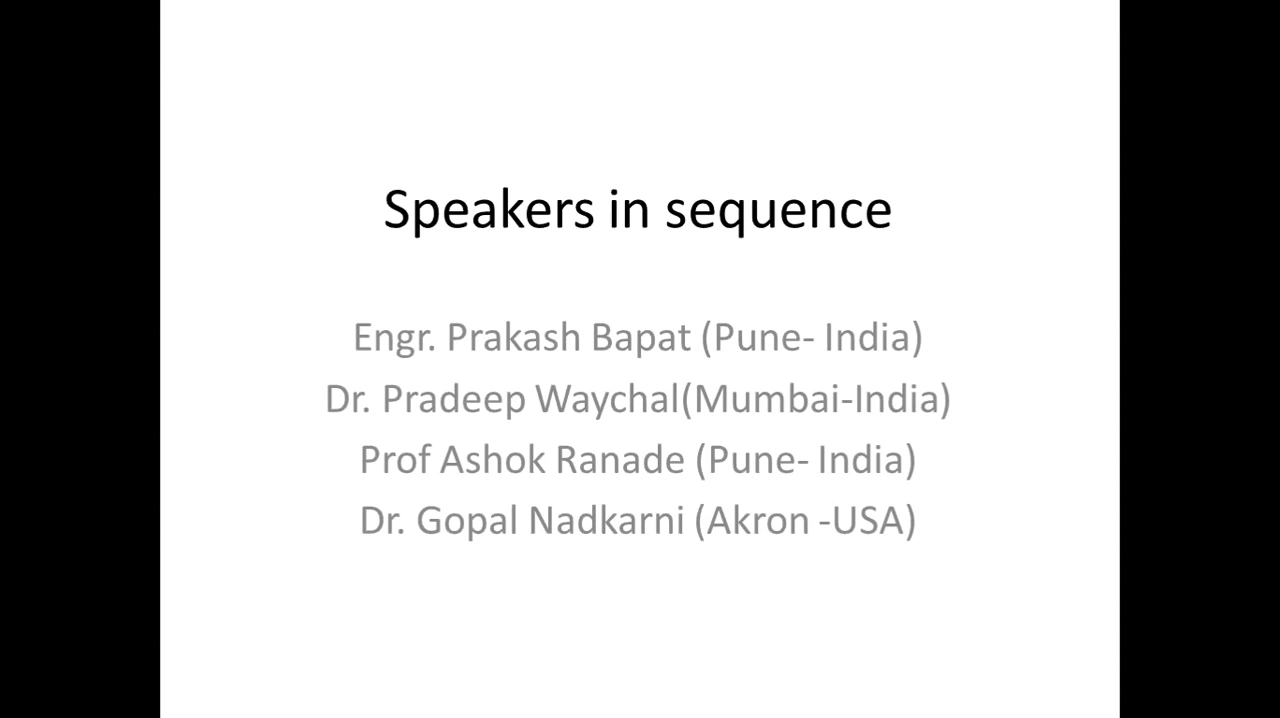 Speakers in sequence
Engr. Prakash Bapat (Pune- India)
Dr. Pradeep Waychal(Mumbai-India)
Prof Ashok Ranade (Pune- India)
Dr. Gopal Nadkarni (Akron -USA)